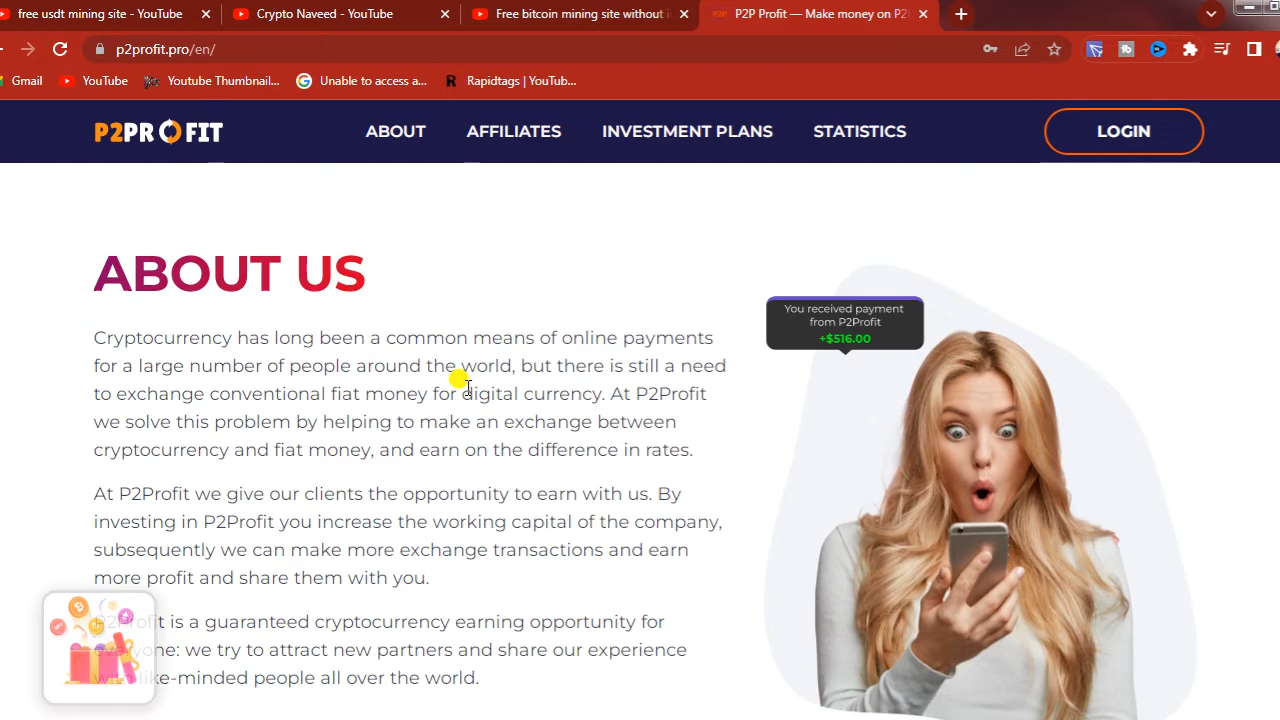 free usdt mining site - YouTube
Crypto Naveed - YouTube
Free bitcoin mining site without i
P2P Profit — Make money on P2
p2profit.pro/en/
Gmail
YouTube
Youtube Thumbnail...
Unable to access a...
Rapidtags | YouTub...
P2PROFIT
ABOUT
AFFILIATES
INVESTMENT PLANS
STATISTICS
LOGIN
ABOUT US
Cryptocurrency has long been a common means of online payments
for a large number of people around the world, but there is still a need
to exchange conventional fiat money for digital currency. At P2Profit
we solve this problem by helping to make an exchange between
cryptocurrency and fiat money, and earn on the difference in rates.
At P2Profit we give our clients the opportunity to earn with us. By
investing in P2Profit you increase the working capital of the company,
subsequently we can make more exchange transactions and earn
more profit and share them with you.
P2Profit is a guaranteed cryptocurrency earning opportunity for
everyone: we try to attract new partners and share our experience
with like-minded people all over the world.
You received payment
from P2Profit
+$516.00